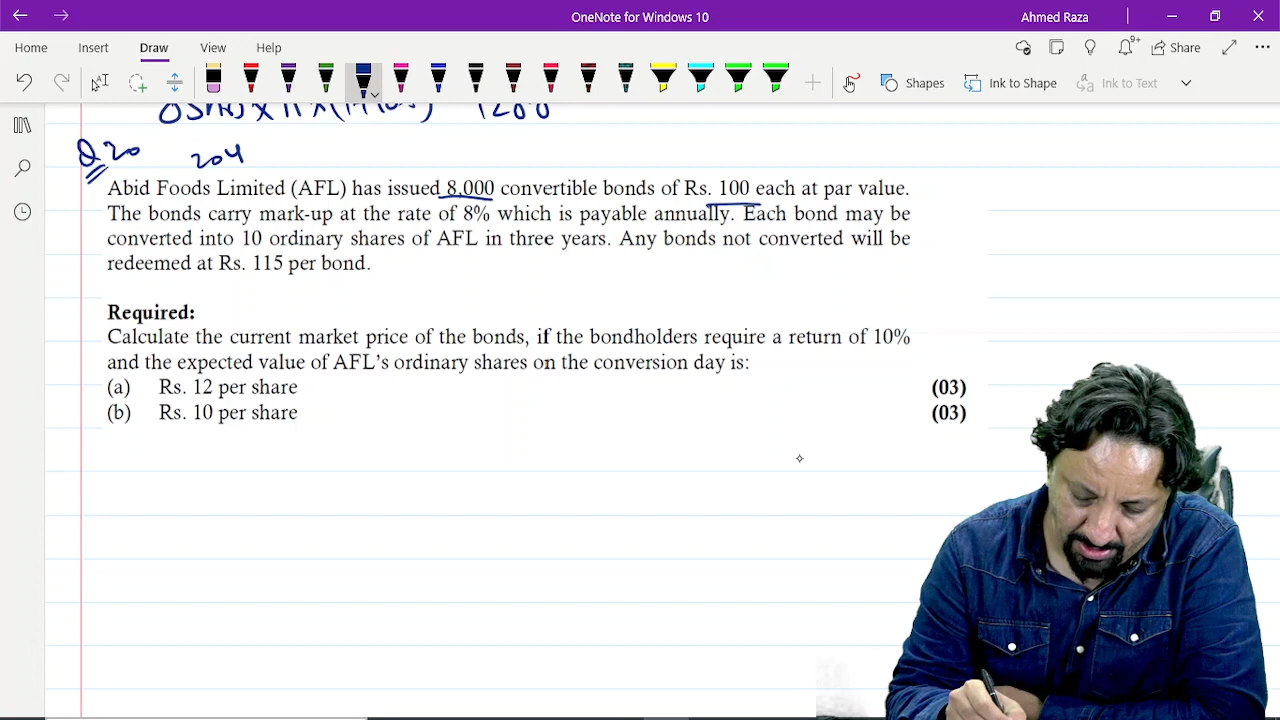 OneNote for Windows 10
Ahmed Raza
Home Insert Draw View Help
9+
Share
Shapes
Ink to Shape
Ink to Text
Q20 204
Abid Foods Limited (AFL) has issued 8,000 convertible bonds of Rs. 100 each at par value.
The bonds carry mark-up at the rate of 8% which is payable annually. Each bond may be
converted into 10 ordinary shares of AFL in three years. Any bonds not converted will be
redeemed at Rs. 115 per bond.
Required:
Calculate the current market price of the bonds, if the bondholders require a return of 10%
and the expected value of AFL's ordinary shares on the conversion day is:
(a) Rs. 12 per share (03)
(b) Rs. 10 per share (03)